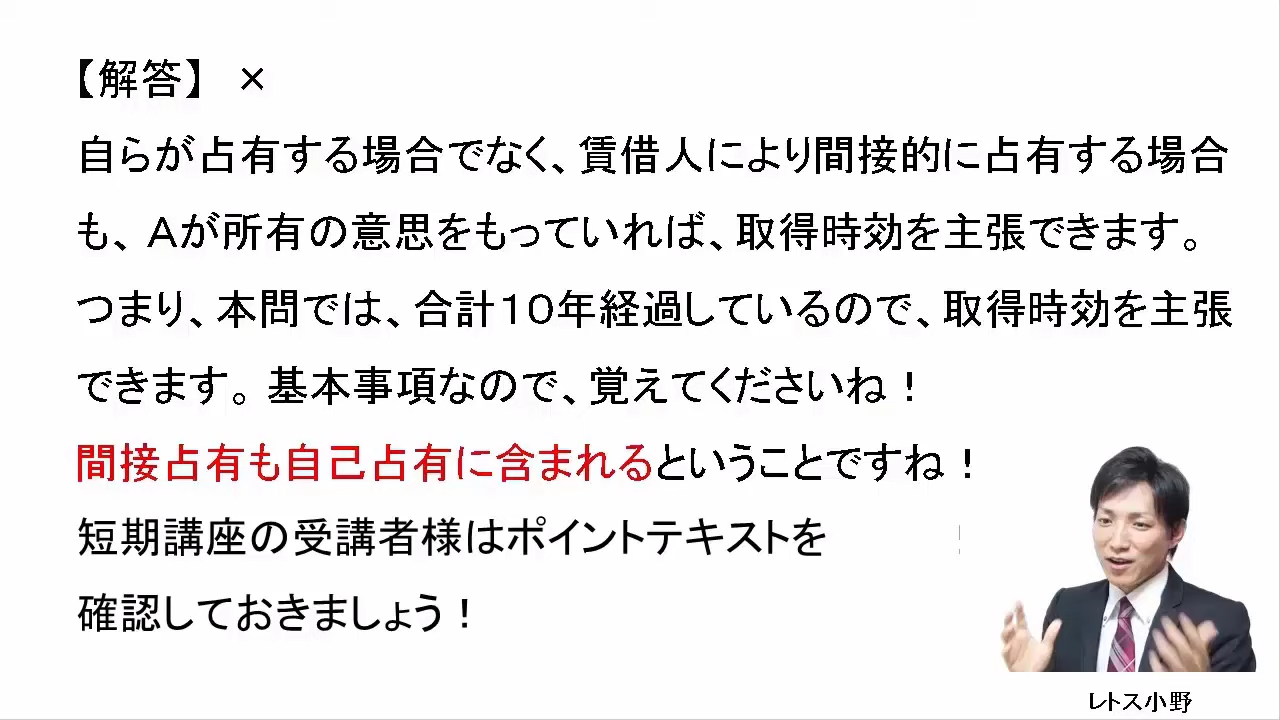 【解答】　×
自らが占有する場合でなく、賃借人により間接的に占有する場合
も、Ａが所有の意思をもっていれば、取得時効を主張できます。
つまり、本問では、合計１０年経過しているので、取得時効を主張
できます。基本事項なので、覚えてくださいね！
間接占有も自己占有に含まれるということですね！
短期講座の受講者様はポイントテキストを
確認しておきましょう！
レトス小野